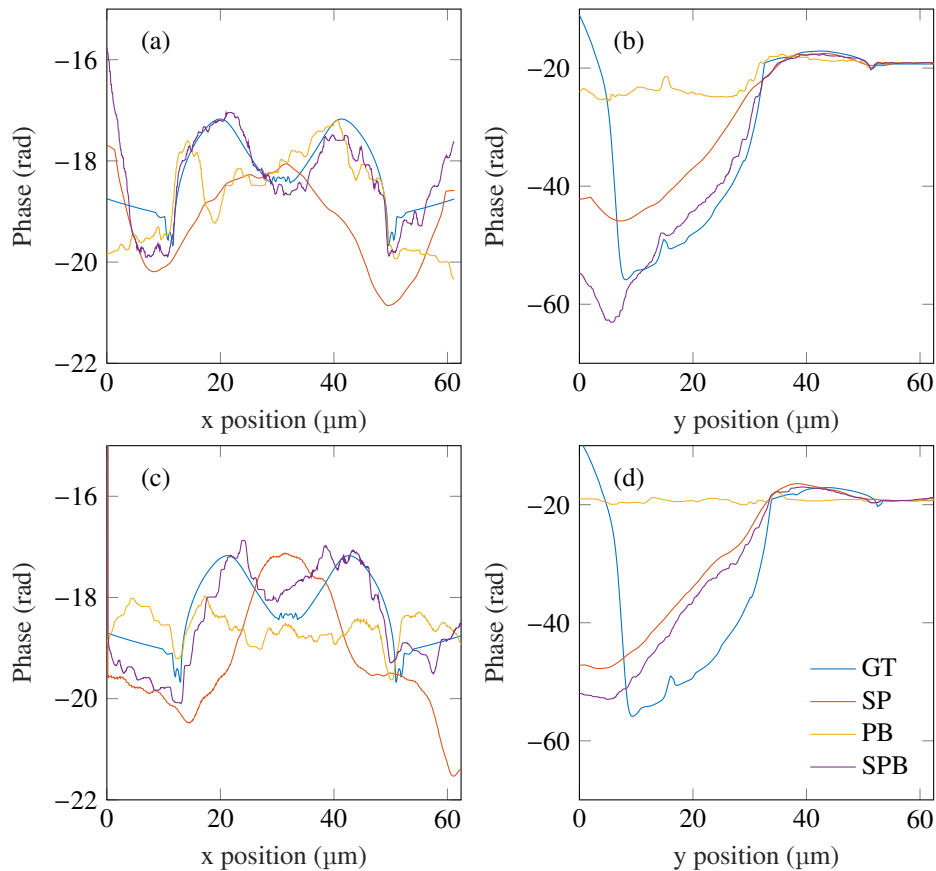 (a)
−16
−18
−20
−22
Phase (rad)
0 20 40 60
x position (µm)
(b)
−20
−40
−60
Phase (rad)
0 20 40 60
y position (µm)
(c)
−16
−18
−20
−22
Phase (rad)
0 20 40 60
x position (µm)
(d)
−20
−40
−60
Phase (rad)
0 20 40 60
y position (µm)
GT
SP
PB
SPB